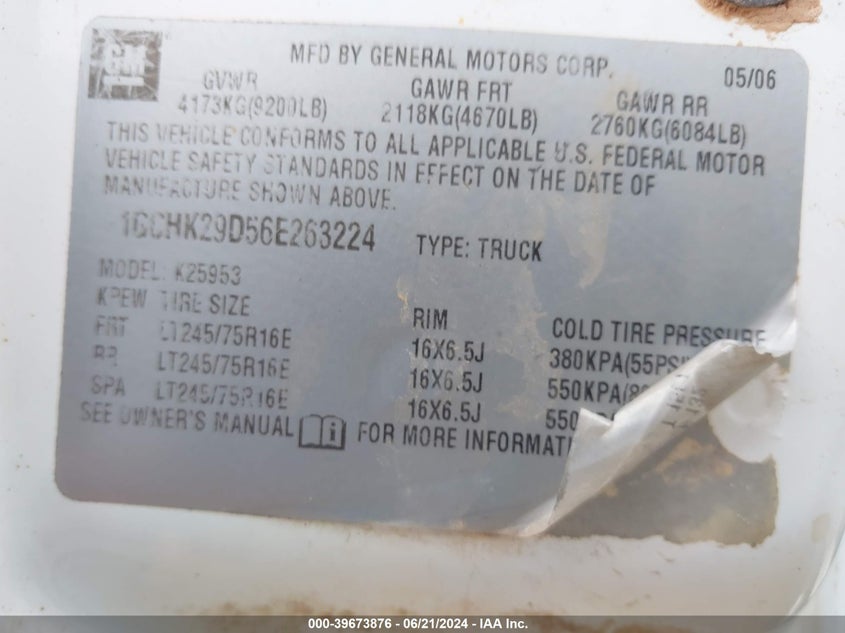 GM
MFD BY GENERAL MOTORS CORP. 05/06
GVWR GAWR FRT GAWR RR
4173KG(9200LB) 2118KG(4670LB) 2760KG(6084LB)
THIS VEHICLE CONFORMS TO ALL APPLICABLE U.S. FEDERAL MOTOR
VEHICLE SAFETY STANDARDS IN EFFECT ON THE DATE OF
MANUFACTURE SHOWN ABOVE.
1GCHK29D56E263224 TYPE: TRUCK
MODEL: K25953
KPEW TIRE SIZE RIM COLD TIRE PRESSURE
FRT LT245/75R16E 16X6.5J 380KPA(55PSI
RR LT245/75R16E 16X6.5J 550KPA(80
SPA LT245/75R16E 16X6.5J 550
SEE OWNER'S MANUAL i FOR MORE INFORMATI
000-39673876 - 06/21/2024 - IAA Inc.